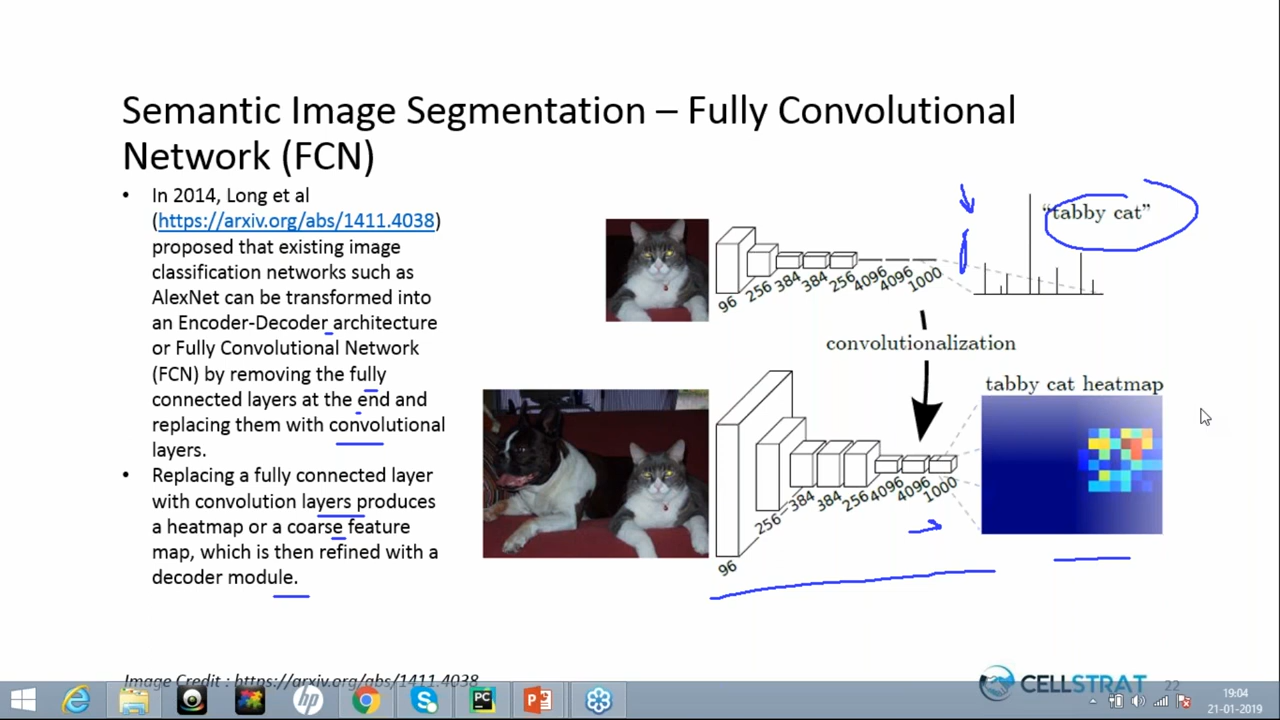 Semantic Image Segmentation – Fully Convolutional
Network (FCN)
• In 2014, Long et al
(https://arxiv.org/abs/1411.4038)
proposed that existing image
classification networks such as
AlexNet can be transformed into
an Encoder-Decoder architecture
or Fully Convolutional Network
(FCN) by removing the fully
connected layers at the end and
replacing them with convolutional
layers.
• Replacing a fully connected layer
with convolution layers produces
a heatmap or a coarse feature
map, which is then refined with a
decoder module.
"tabby cat"
96 256 384 384 256 4096 4096 1000
convolutionalization
tabby cat heatmap
96 256 384 384 256 4096 4096 1000
Image Credit : https://arxiv.org/abs/1411.4038
CELLSTRAT 22
hp
PC
P
19:04
21-01-2019